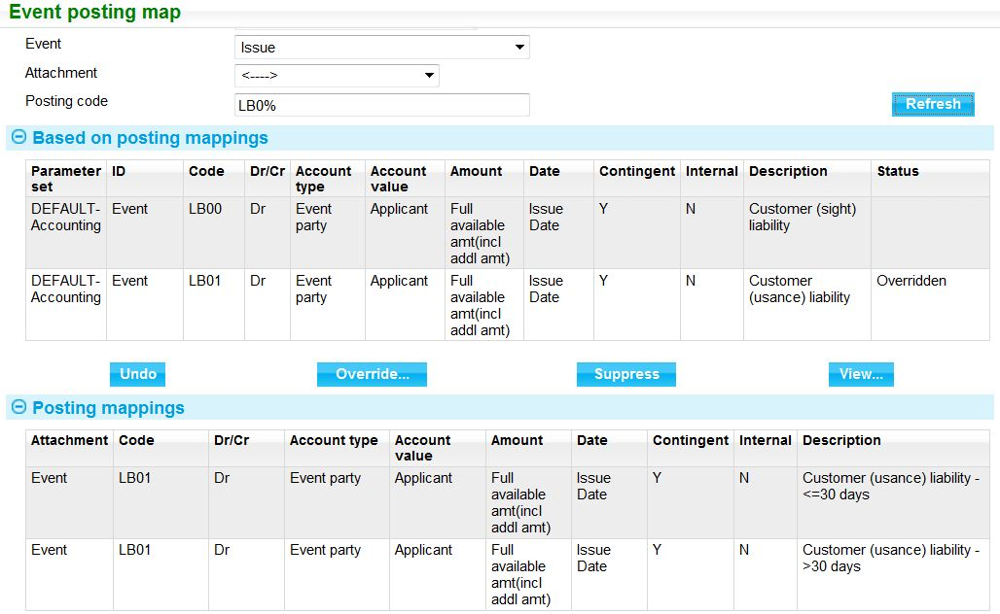 Event posting map
Event
Issue
Attachment
<---->
Posting code
LB0%
Refresh
Based on posting mappings
Parameter set ID Code Dr/Cr Account type Account value Amount Date Contingent Internal Description Status
DEFAULT-Accounting Event LB00 Dr Event party Applicant Full available amt(incl addl amt) Issue Date Y N Customer (sight) liability
DEFAULT-Accounting Event LB01 Dr Event party Applicant Full available amt(incl addl amt) Issue Date Y N Customer (usance) liability Overridden
Undo Override... Suppress View...
Posting mappings
Attachment Code Dr/Cr Account type Account value Amount Date Contingent Internal Description
Event LB01 Dr Event party Applicant Full available amt(incl addl amt) Issue Date Y N Customer (usance) liability - <=30 days
Event LB01 Dr Event party Applicant Full available amt(incl addl amt) Issue Date Y N Customer (usance) liability - >30 days